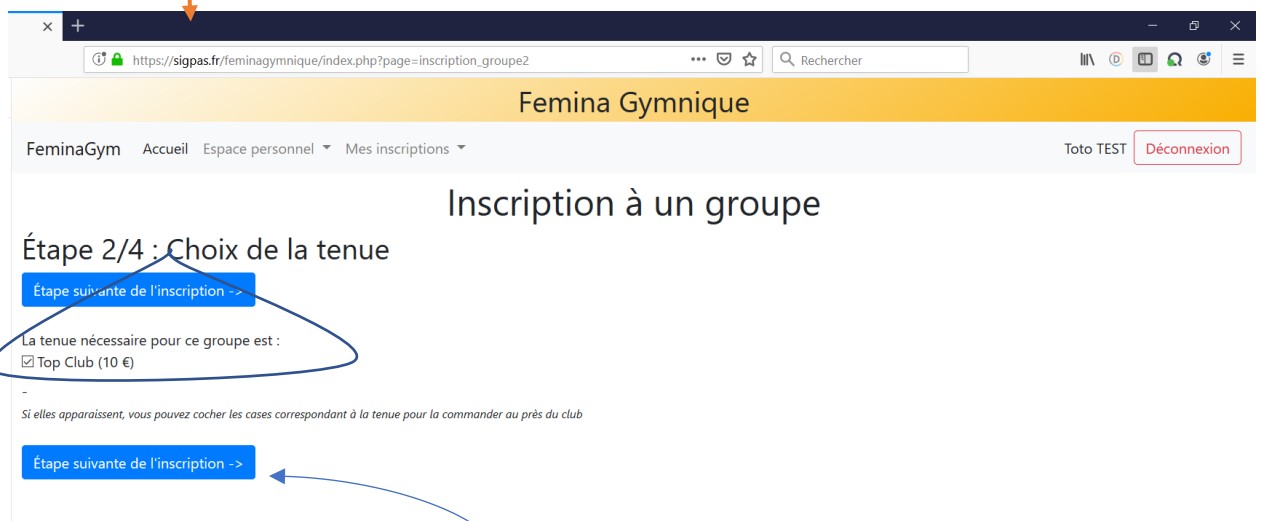 https://sigpas.fr/feminagymnique/index.php?page=inscription_groupe2
Rechercher
Femina Gymnique
FeminaGym Accueil Espace personnel Mes inscriptions Toto TEST Déconnexion
Inscription à un groupe
Étape 2/4 : Choix de la tenue
Étape suivante de l'inscription ->
La tenue nécessaire pour ce groupe est :
Top Club (10 €)
-
Si elles apparaissent, vous pouvez cocher les cases correspondant à la tenue pour la commander au près du club
Étape suivante de l'inscription ->